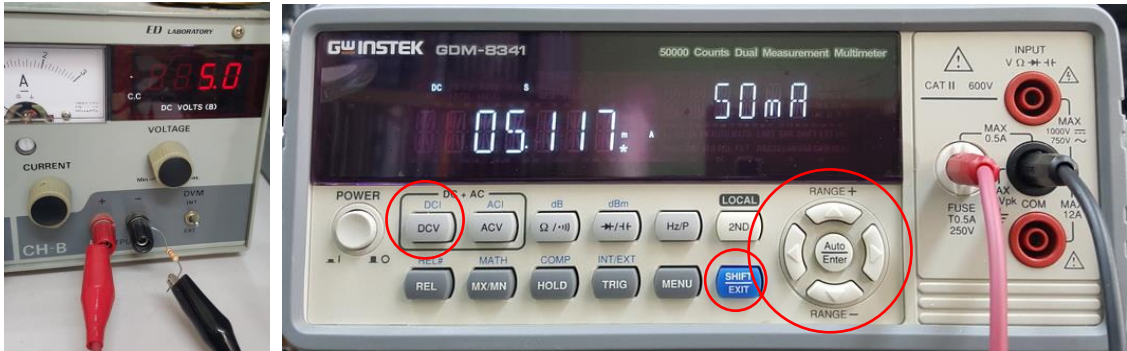 ED LABORATORY
2
3
A
5.0
C.C
DC VOLTS (B)
VOLTAGE
CURRENT
DVM
INT
EXT
+ -
CH-B
GWINSTEK GDM-8341
50000 Counts Dual Measurement Multimeter
DC S
05.117 m A
50mA
POWER
DC + AC
DCI ACI dB dBm LOCAL
DCV ACV Ω /•))) Hz/P 2ND
REL# MATH COMP INT/EXT
REL MX/MN HOLD TRIG MENU SHIFT
EXIT
RANGE +
Auto
Enter
RANGE −
INPUT
V Ω
CAT II 600V
MAX
0.5A
MAX
1000V
750V
FUSE
T0.5A
250V
COM
MAX
12A